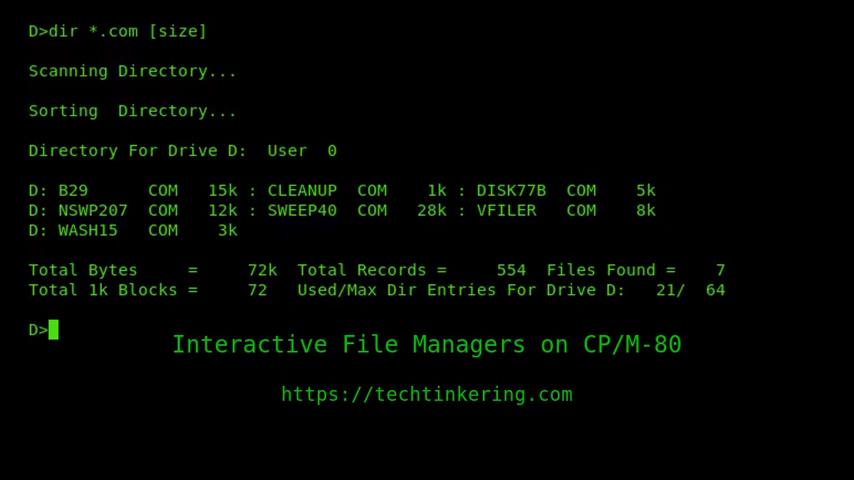 D>dir *.com [size]
Scanning Directory...
Sorting  Directory...
Directory For Drive D:  User  0
D: B29      COM   15k : CLEANUP  COM    1k : DISK77B  COM    5k
D: NSWP207  COM   12k : SWEEP40  COM   28k : VFILER   COM    8k
D: WASH15   COM    3k
Total Bytes     =     72k  Total Records =     554  Files Found =    7
Total 1k Blocks =     72   Used/Max Dir Entries For Drive D:   21/  64
D>
Interactive File Managers on CP/M-80
https://techtinkering.com